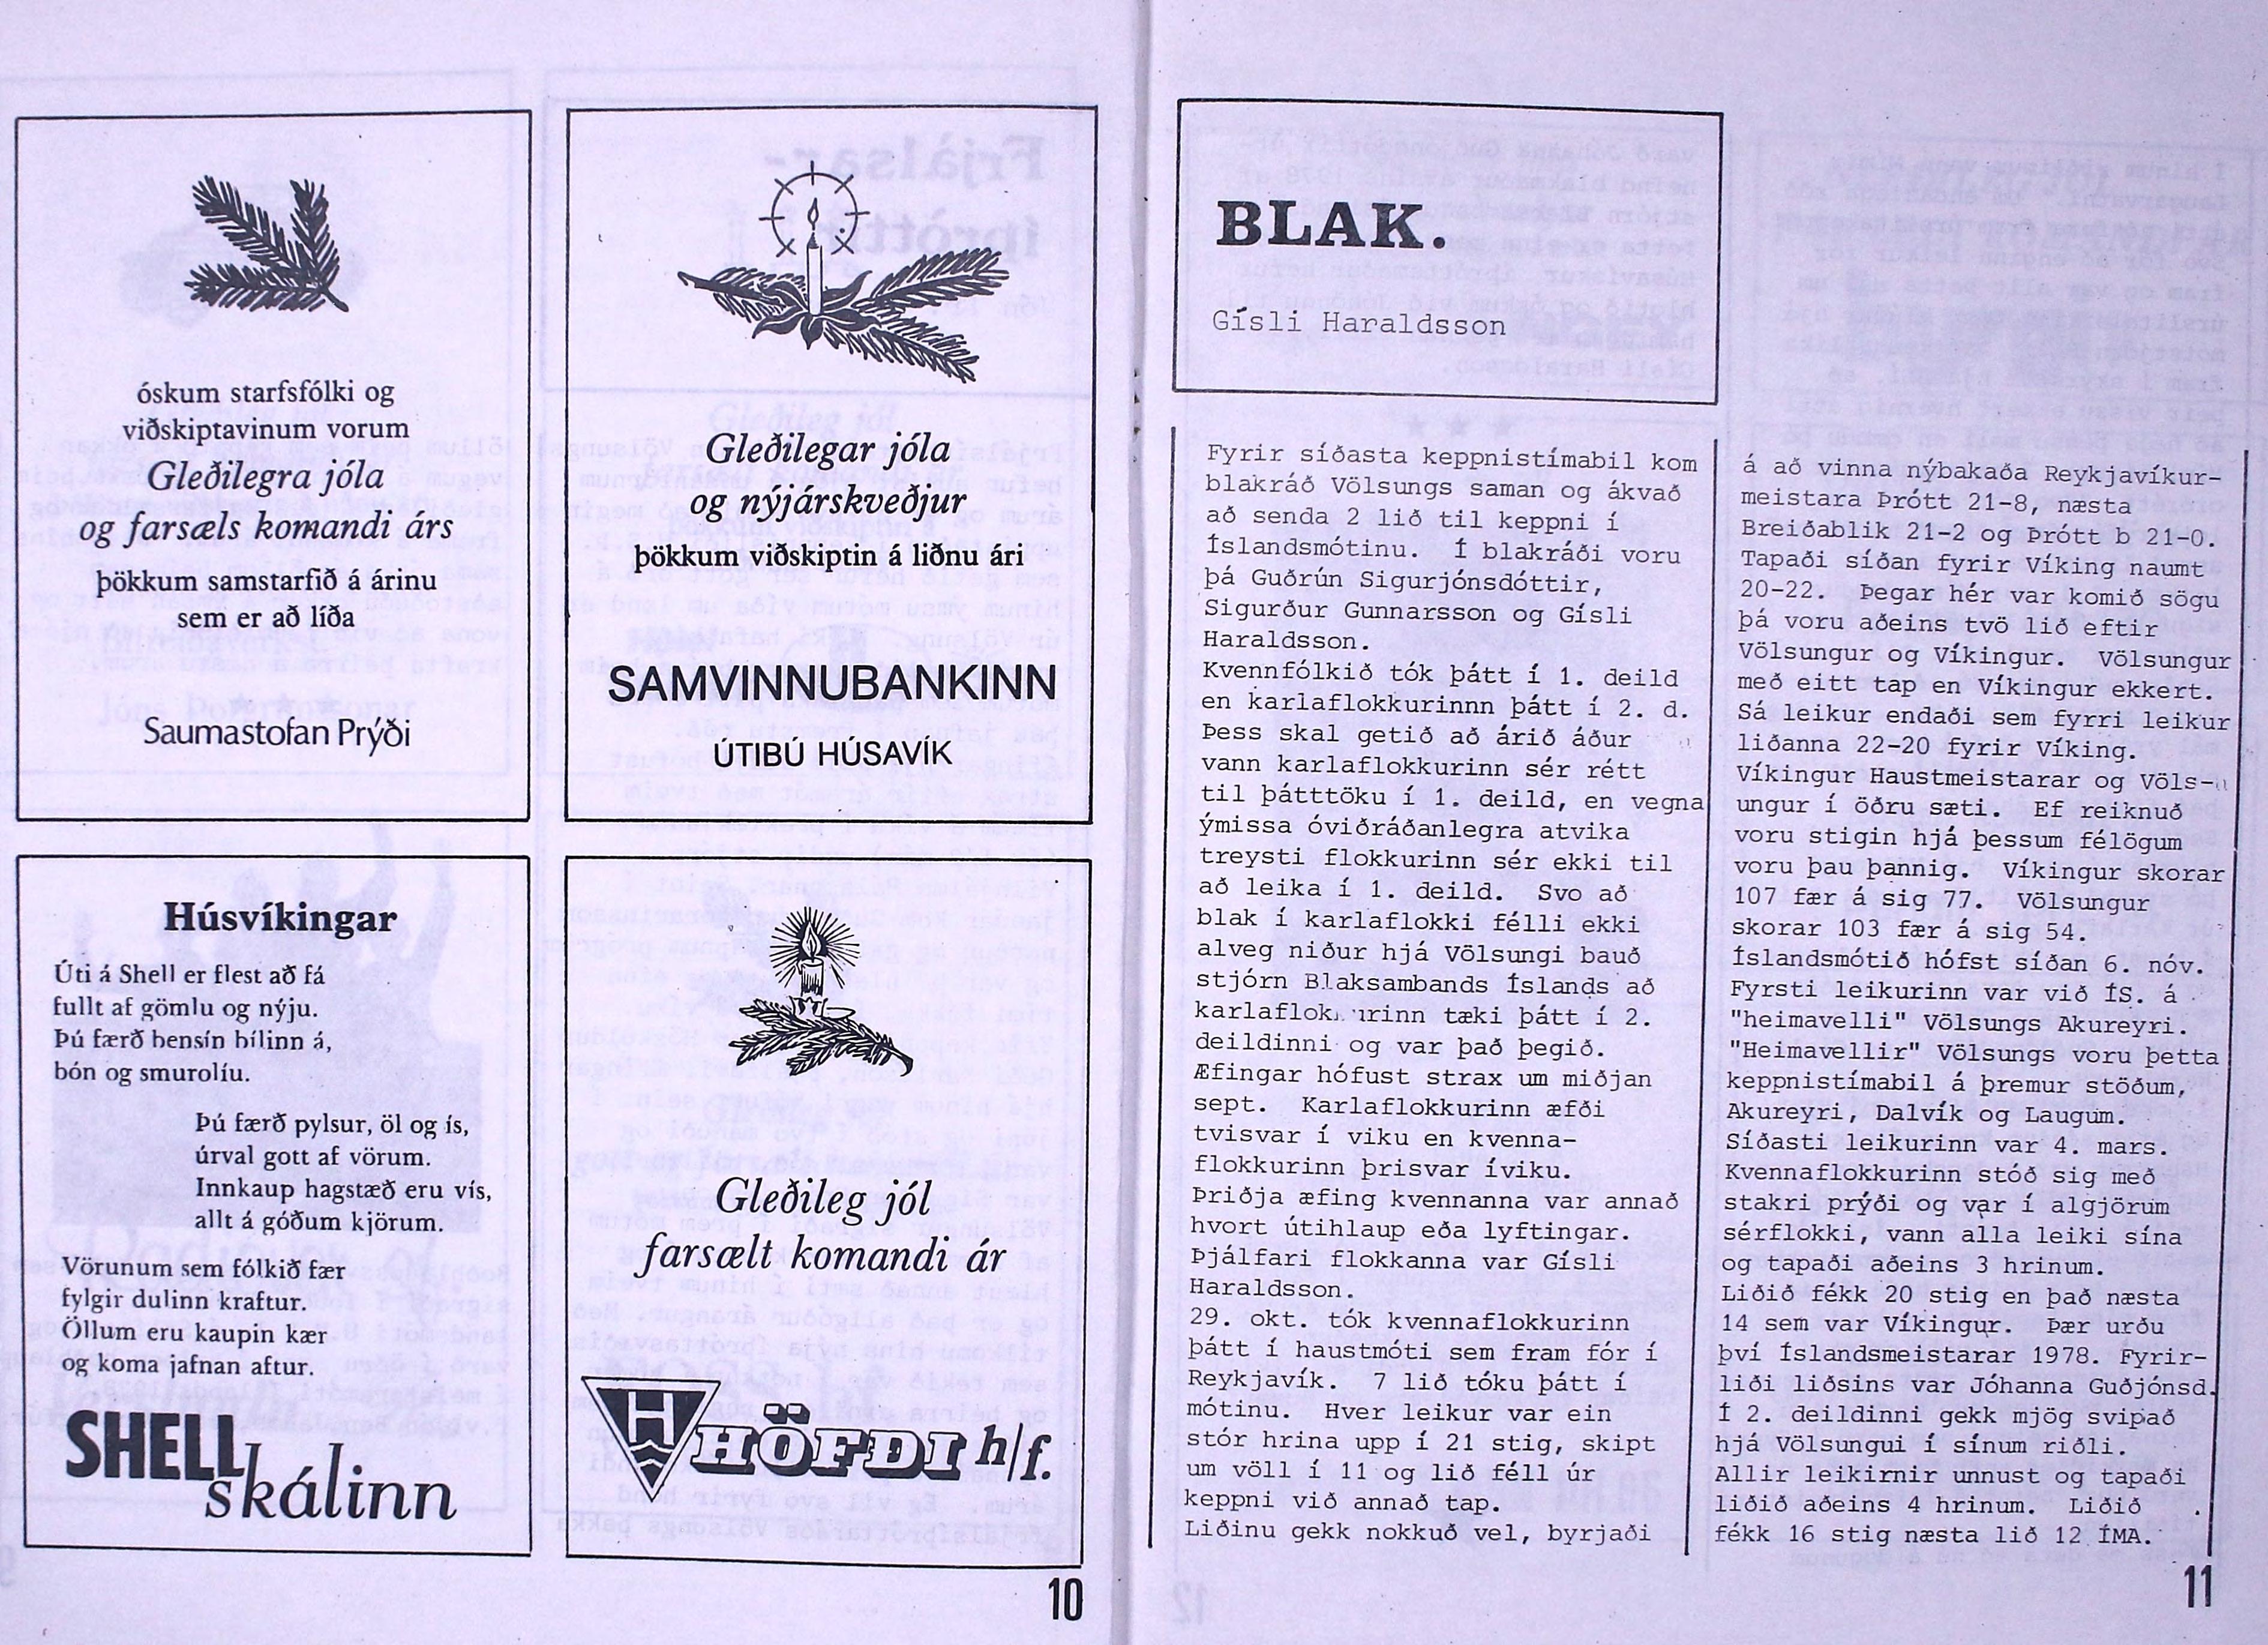 óskum starfsfólki og
viðskiptavinum vorum
Gleðilegra jóla
og farsæls komandi árs
þökkum samstarfið á árinu
sem er að líða
Saumastofan Prýði
Gleðilegar jóla
og nýjárskveðjur
þökkum viðskiptin á liðnu ári
SAMVINNUBANKINN
ÚTIBÚ HÚSAVÍK
Húsvíkingar
Úti á Shell er flest að fá
fullt af gömlu og nýju.
Þú færð bensín bílinn á,
bón og smurolíu.
Þú færð pylsur, öl og ís,
úrval gott af vörum.
Innkaup hagstæð eru vís,
allt á góðum kjörum.
Vörunum sem fólkið fær
fylgir dulinn kraftur.
Öllum eru kaupin kær
og koma jafnan aftur.
SHELL
skálinn
Gleðileg jól
farsælt komandi ár
H HÖFÐI h/f.
10
BLAK.
Gísli Haraldsson
Fyrir síðasta keppnistímabil kom
blakráð Völsungs saman og ákvað
að senda 2 lið til keppni í
Íslandsmótinu. Í blakráði voru
þá Guðrún Sigurjónsdóttir,
Sigurður Gunnarsson og Gísli
Haraldsson.
Kvennfólkið tók þátt í 1. deild
en karlaflokkurinnn þátt í 2. d.
Þess skal getið að árið áður
vann karlaflokkurinn sér rétt
til þátttöku í 1. deild, en vegna
ýmissa óviðráðanlegra atvika
treysti flokkurinn sér ekki til
að leika í 1. deild. Svo að
blak í karlaflokki félli ekki
alveg niður hjá Völsungi bauð
stjórn Blaksambands Íslands að
karlaflokkurinn tæki þátt í 2.
deildinni og var það þegið.
Æfingar hófust strax um miðjan
sept. Karlaflokkurinn æfði
tvisvar í viku en kvenna-
flokkurinn þrisvar íviku.
Þriðja æfing kvennanna var annað
hvort útihlaup eða lyftingar.
Þjálfari flokkanna var Gísli
Haraldsson.
29. okt. tók kvennaflokkurinn
þátt í haustmóti sem fram fór í
Reykjavík. 7 lið tóku þátt í
mótinu. Hver leikur var ein
stór hrina upp í 21 stig, skipt
um völl í 11 og lið féll úr
keppni við annað tap.
Liðinu gekk nokkuð vel, byrjaði
á að vinna nýbakaða Reykjavíkur-
meistara Þrótt 21-8, næsta
Breiðablik 21-2 og Þrótt b 21-0.
Tapaði síðan fyrir Víking naumt
20-22. Þegar hér var komið sögu
þá voru aðeins tvö lið eftir
Völsungur og Víkingur. Völsungur
með eitt tap en Víkingur ekkert.
Sá leikur endaði sem fyrri leikur
liðanna 22-20 fyrir Víking.
Víkingur Haustmeistarar og Völs-
ungur í öðru sæti. Ef reiknuð
voru stigin hjá þessum félögum
voru þau þannig. Víkingur skorar
107 fær á sig 77. Völsungur
skorar 103 fær á sig 54.
Íslandsmótið hófst síðan 6. nóv.
Fyrsti leikurinn var við ÍS. á
"heimavelli" Völsungs Akureyri.
"Heimavellir" Völsungs voru þetta
keppnistímabil á þremur stöðum,
Akureyri, Dalvík og Laugum.
Síðasti leikurinn var 4. mars.
Kvennaflokkurinn stóð sig með
stakri prýði og var í algjörum
sérflokki, vann alla leiki sína
og tapaði aðeins 3 hrinum.
Liðið fékk 20 stig en það næsta
14 sem var Víkingur. Þær urðu
því Íslandsmeistarar 1978. Fyrir-
liði liðsins var Jóhanna Guðjónsd.
Í 2. deildinni gekk mjög svipað
hjá Völsungui í sínum riðli.
Allir leikirnir unnust og tapaði
liðið aðeins 4 hrinum. Liðið
fékk 16 stig næsta lið 12 ÍMA.
11